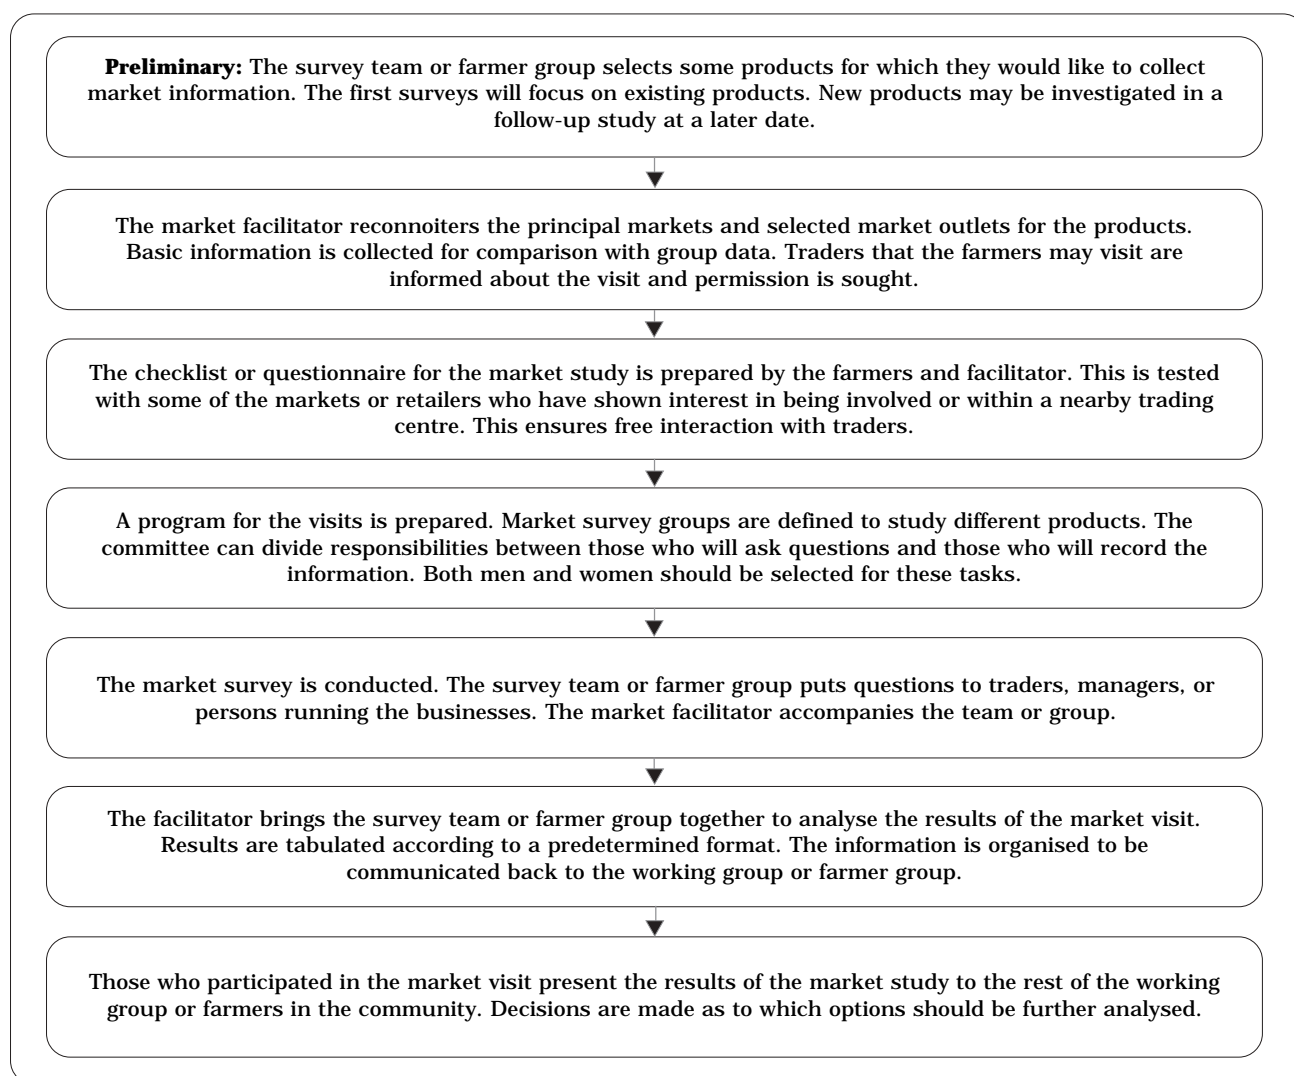 Preliminary: The survey team or farmer group selects some products for which they would like to collect
market information. The first surveys will focus on existing products. New products may be investigated in a
follow-up study at a later date.
The market facilitator reconnoiters the principal markets and selected market outlets for the products.
Basic information is collected for comparison with group data. Traders that the farmers may visit are
informed about the visit and permission is sought.
The checklist or questionnaire for the market study is prepared by the farmers and facilitator. This is tested
with some of the markets or retailers who have shown interest in being involved or within a nearby trading
centre. This ensures free interaction with traders.
A program for the visits is prepared. Market survey groups are defined to study different products. The
committee can divide responsibilities between those who will ask questions and those who will record the
information. Both men and women should be selected for these tasks.
The market survey is conducted. The survey team or farmer group puts questions to traders, managers, or
persons running the businesses. The market facilitator accompanies the team or group.
The facilitator brings the survey team or farmer group together to analyse the results of the market visit.
Results are tabulated according to a predetermined format. The information is organised to be
communicated back to the working group or farmer group.
Those who participated in the market visit present the results of the market study to the rest of the working
group or farmers in the community. Decisions are made as to which options should be further analysed.